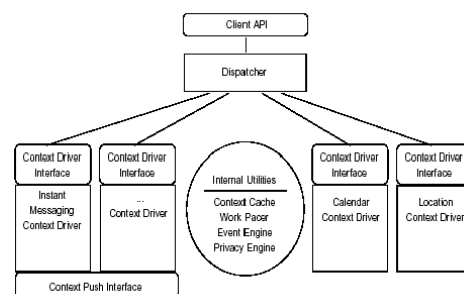 Client API
Dispatcher
Context Driver
Interface
Context Driver
Interface
Context Driver
Interface
Context Driver
Interface
Instant
Messaging
Context Driver
...
Context Driver
Internal Utilities
Context Cache
Work Pacer
Event Engine
Privacy Engine
Calendar
Context Driver
Location
Context Driver
Context Push Interface